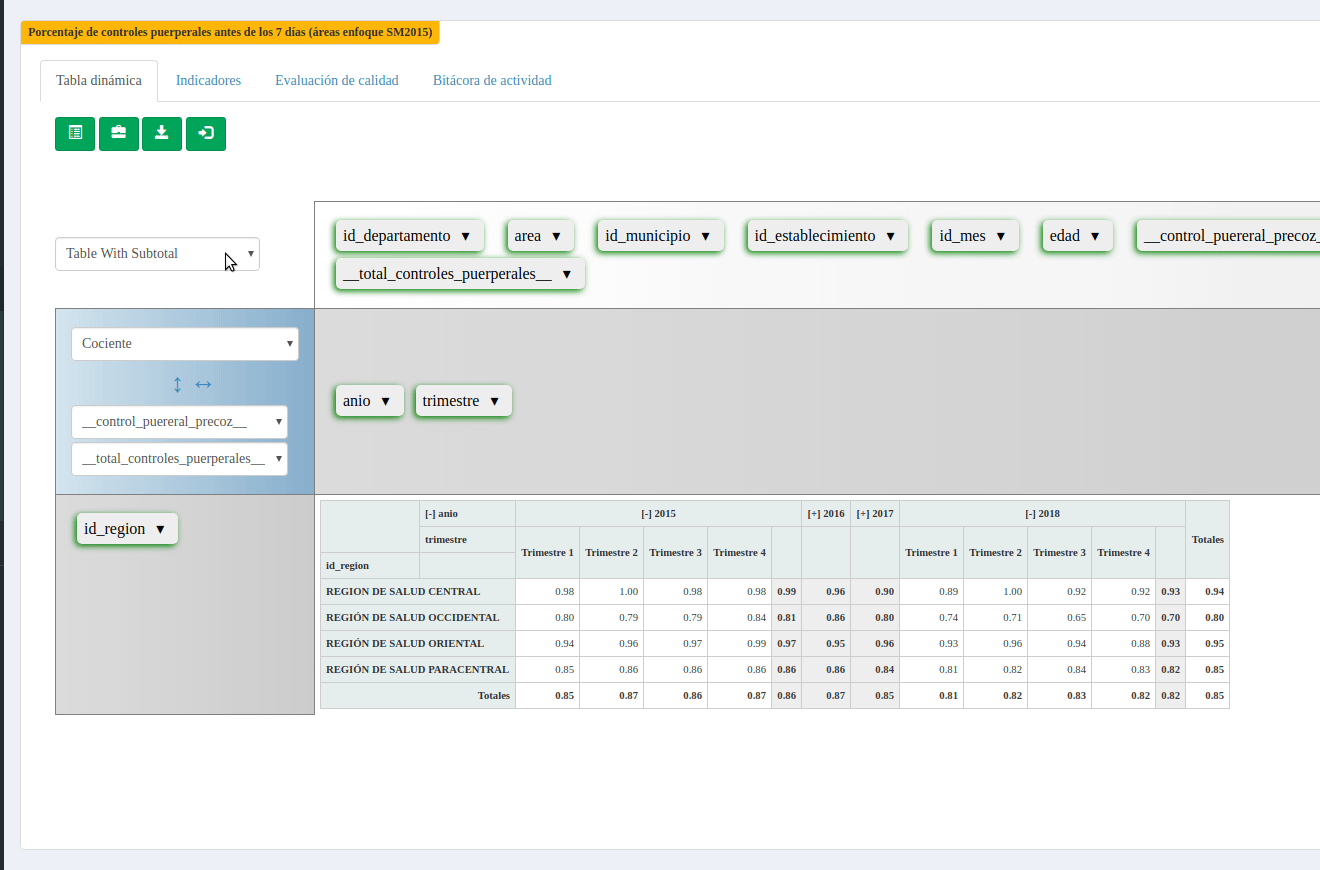 Porcentaje de controles puerperales antes de los 7 días (áreas enfoque SM2015)
Tabla dinámica Indicadores Evaluación de calidad Bitácora de actividad
id_departamento ▼ area ▼ id_municipio ▼ id_establecimiento ▼ id_mes ▼ edad ▼ __control_puereral_precoz_
Table With Subtotal
__total_controles_puerperales__ ▼
Cociente
↕ ↔
anio ▼ trimestre ▼
__control_puereral_precoz__
__total_controles_puerperales__
id_region ▼
[-] anio [-] 2015 [+] 2016 [+] 2017 [-] 2018 Totales
trimestre Trimestre 1 Trimestre 2 Trimestre 3 Trimestre 4 Trimestre 1 Trimestre 2 Trimestre 3 Trimestre 4
id_region
REGION DE SALUD CENTRAL 0.98 1.00 0.98 0.98 0.99 0.96 0.90 0.89 1.00 0.92 0.92 0.93 0.94
REGIÓN DE SALUD OCCIDENTAL 0.80 0.79 0.79 0.84 0.81 0.86 0.80 0.74 0.71 0.65 0.70 0.70 0.80
REGIÓN DE SALUD ORIENTAL 0.94 0.96 0.97 0.99 0.97 0.95 0.96 0.93 0.96 0.94 0.88 0.93 0.95
REGIÓN DE SALUD PARACENTRAL 0.85 0.86 0.86 0.86 0.86 0.86 0.84 0.81 0.82 0.84 0.83 0.82 0.85
Totales 0.85 0.87 0.86 0.87 0.86 0.87 0.85 0.81 0.82 0.83 0.82 0.82 0.85